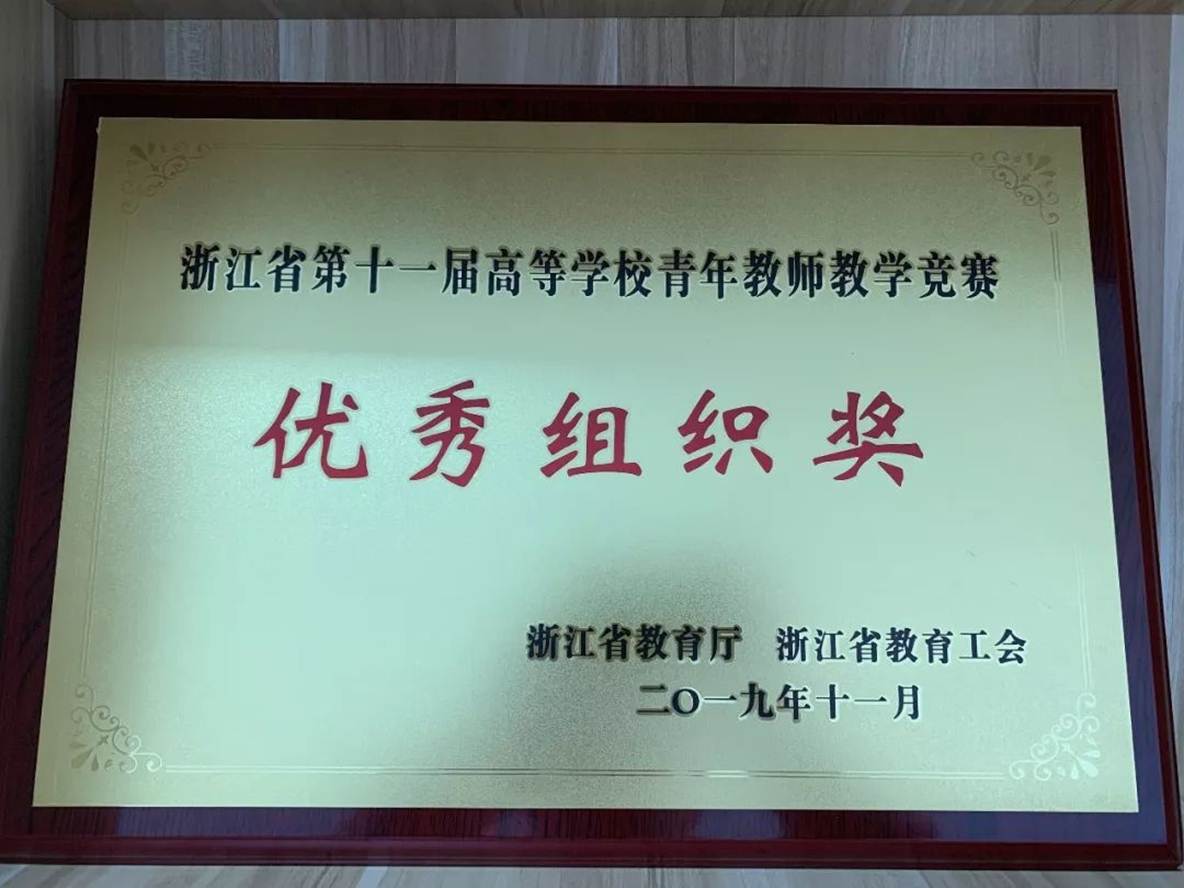 浙江省第十一届高等学校青年教师教学竞赛
优秀组织奖
浙江省教育厅 浙江省教育工会
二〇一九年十一月